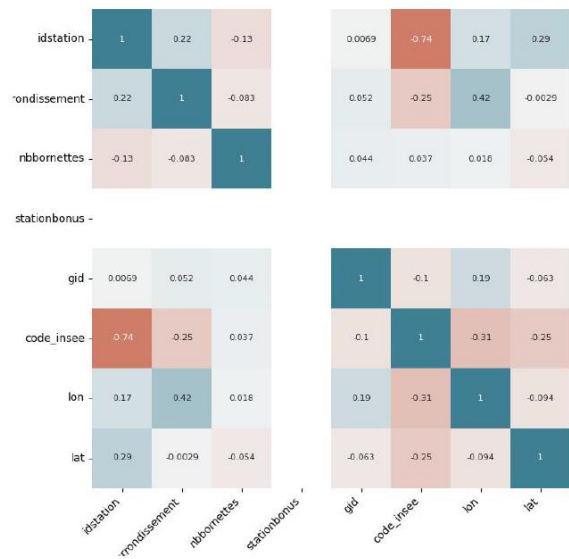 idstation 1 0.22 -0.13 0.0069 -0.74 0.17 0.29
rondissement 0.22 1 -0.083 0.052 -0.25 0.42 -0.0029
nbbornettes -0.13 -0.083 1 0.044 0.037 0.018 -0.054
stationbonus
gid 0.0069 0.052 0.044 1 -0.1 0.19 -0.063
code_insee -0.74 -0.25 0.037 -0.1 1 -0.31 -0.25
lon 0.17 0.42 0.018 0.19 -0.31 1 -0.094
lat 0.29 -0.0029 -0.054 -0.063 -0.25 -0.094 1
idstation arrondissement nbbornettes stationbonus gid code_insee lon lat